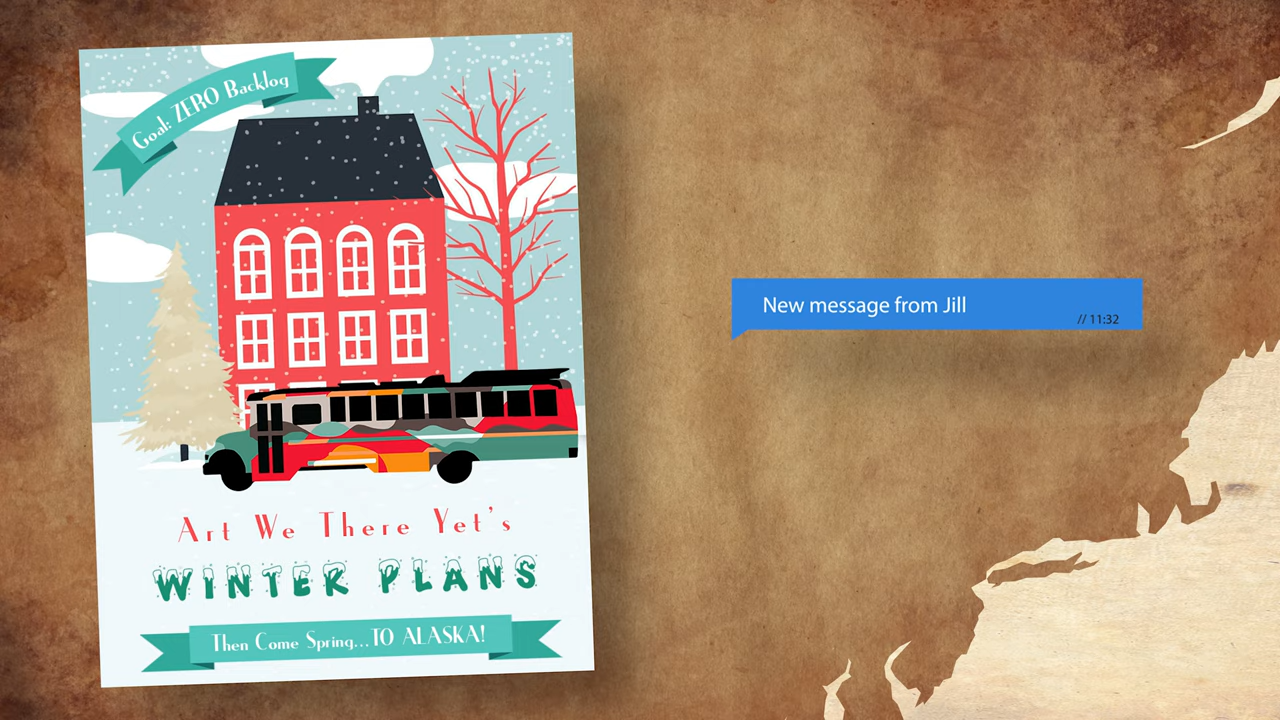 Goal: ZERO Backlog
Art We There Yet's
WINTER PLANS
Then Come Spring...TO ALASKA!
New message from Jill
// 11:32